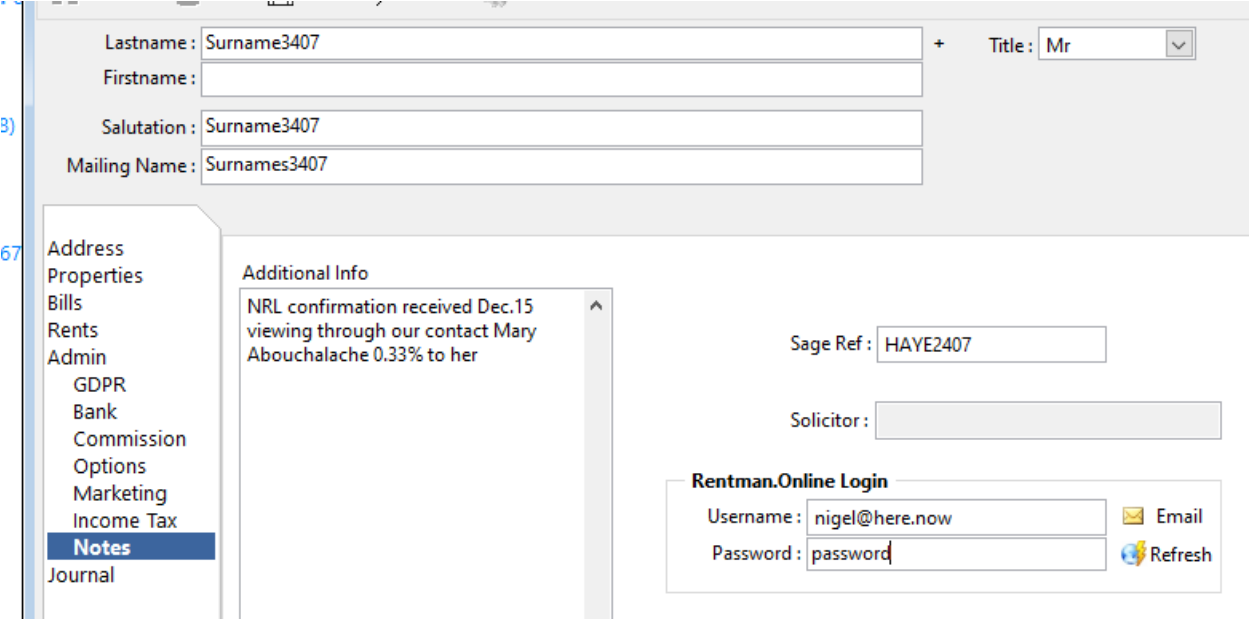 Lastname : Surname3407 + Title : Mr
Firstname :
Salutation : Surname3407
Mailing Name : Surnames3407
3)
67
Address
Properties
Bills
Rents
Admin
GDPR
Bank
Commission
Options
Marketing
Income Tax
Notes
Journal
Additional Info
NRL confirmation received Dec.15
viewing through our contact Mary
Abouchalache 0.33% to her
Sage Ref : HAYE2407
Solicitor :
Rentman.Online Login
Username : nigel@here.now Email
Password : password Refresh